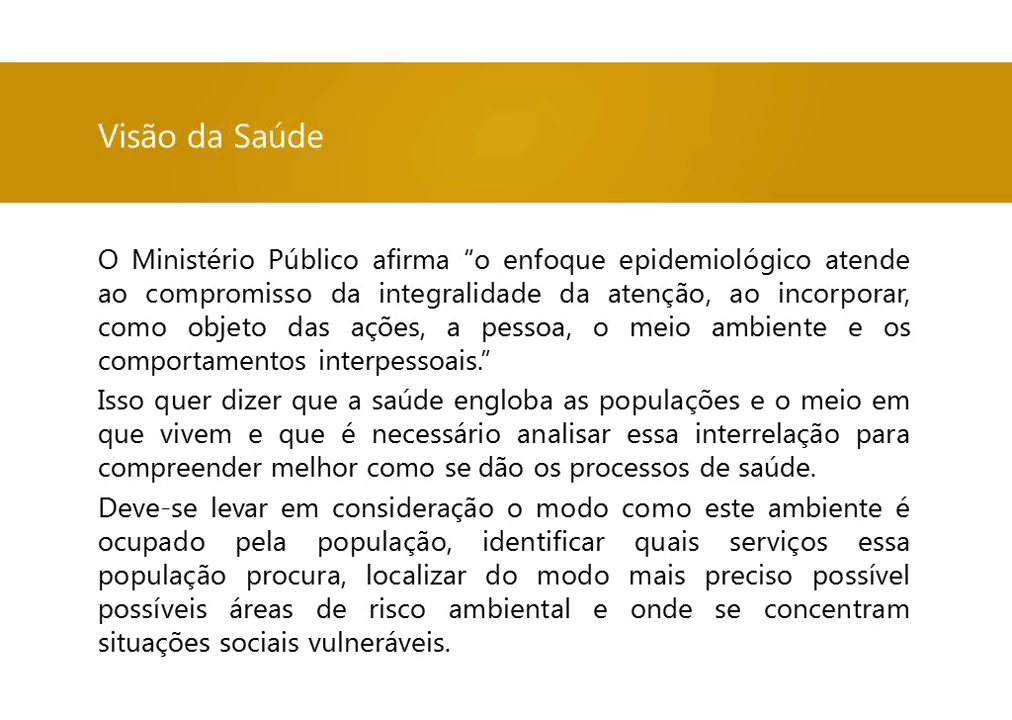 Visão da Saúde
O Ministério Público afirma “o enfoque epidemiológico atende
ao compromisso da integralidade da atenção, ao incorporar,
como objeto das ações, a pessoa, o meio ambiente e os
comportamentos interpessoais.”
Isso quer dizer que a saúde engloba as populações e o meio em
que vivem e que é necessário analisar essa interrelação para
compreender melhor como se dão os processos de saúde.
Deve-se levar em consideração o modo como este ambiente é
ocupado pela população, identificar quais serviços essa
população procura, localizar do modo mais preciso possível
possíveis áreas de risco ambiental e onde se concentram
situações sociais vulneráveis.